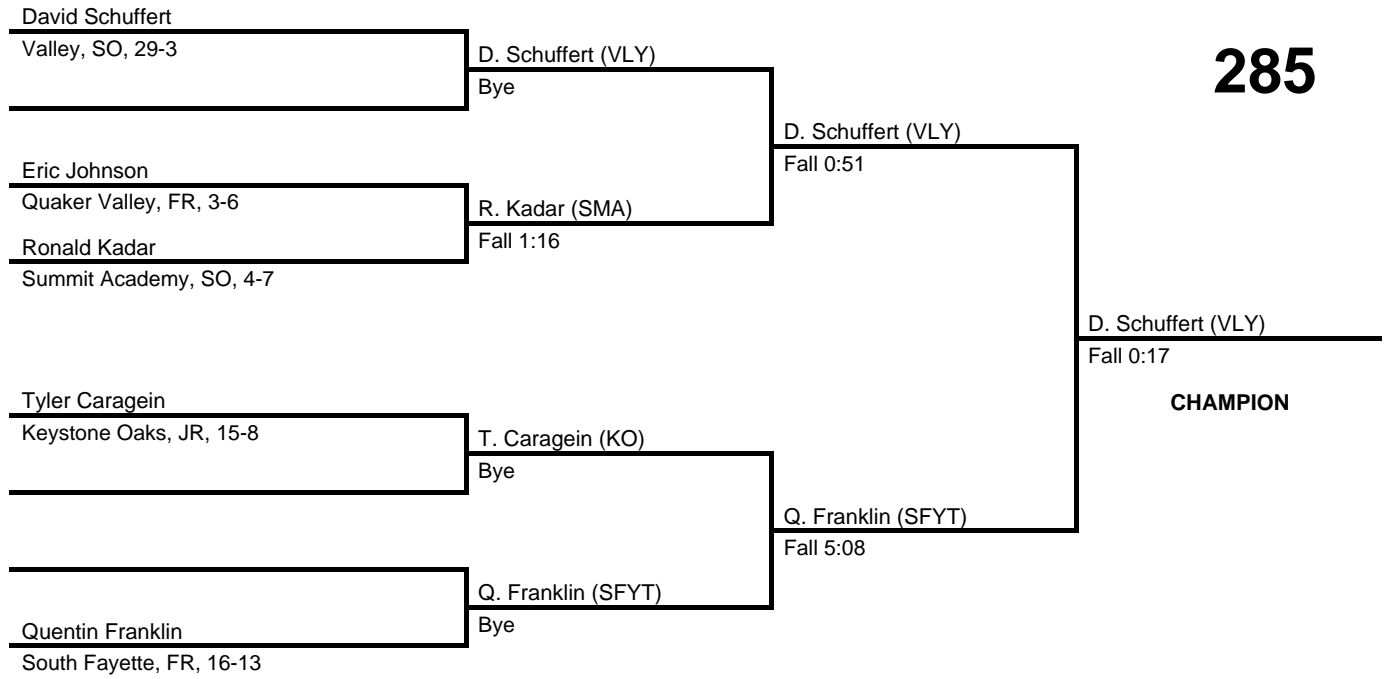 David Schuffert
Valley, SO, 29-3
D. Schuffert (VLY)
Bye
285
D. Schuffert (VLY)
Fall 0:51
Eric Johnson
Quaker Valley, FR, 3-6
R. Kadar (SMA)
Fall 1:16
Ronald Kadar
Summit Academy, SO, 4-7
D. Schuffert (VLY)
Fall 0:17
CHAMPION
Tyler Caragein
Keystone Oaks, JR, 15-8
T. Caragein (KO)
Bye
Q. Franklin (SFYT)
Fall 5:08
Q. Franklin (SFYT)
Bye
Quentin Franklin
South Fayette, FR, 16-13